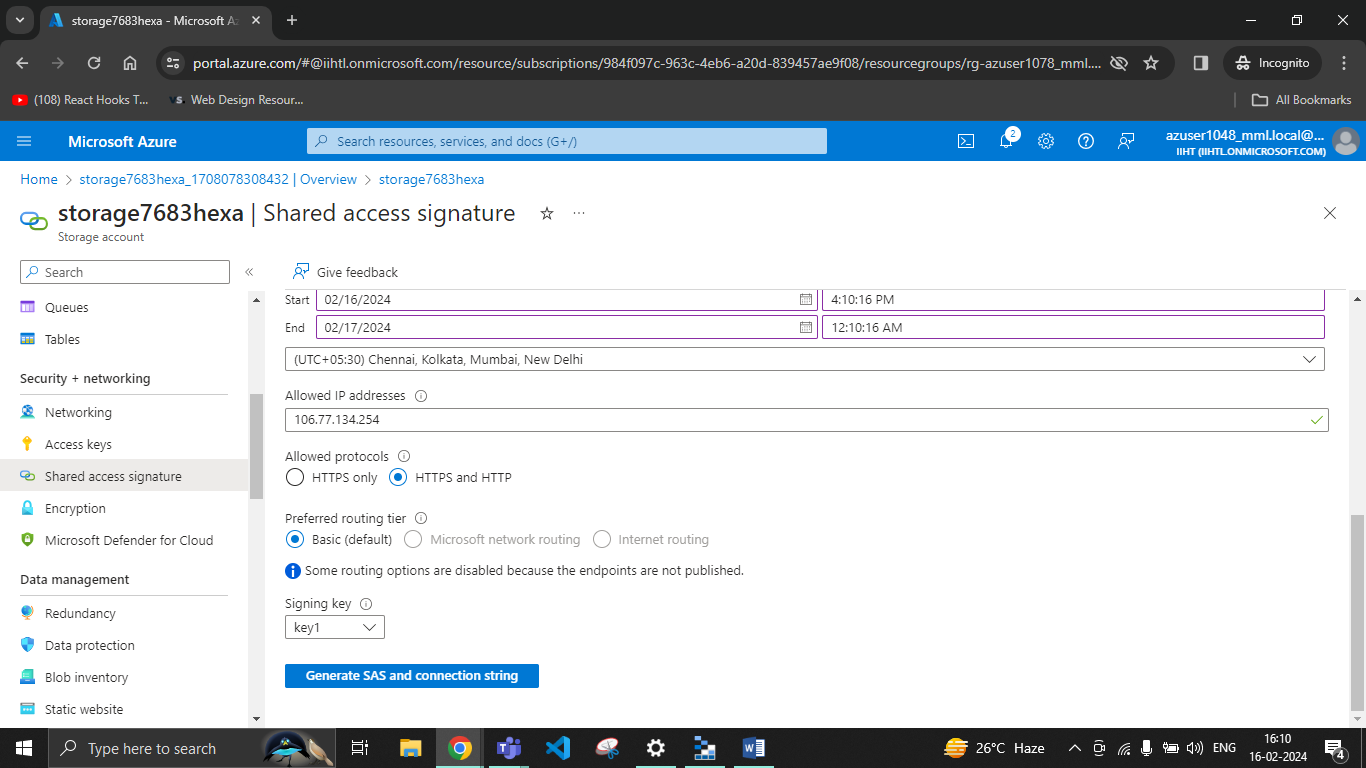 storage7683hexa - Microsoft Az
portal.azure.com/#@iihtl.onmicrosoft.com/resource/subscriptions/984f097c-963c-4eb6-a20d-839457ae9f08/resourcegroups/rg-azuser1078_mml....
Incognito
(108) React Hooks T...
VS. Web Design Resour...
All Bookmarks
Microsoft Azure
Search resources, services, and docs (G+/)
2
azuser1048_mml.local@...
IIHT (IIHTL.ONMICROSOFT.COM)
Home > storage7683hexa_1708078308432 | Overview > storage7683hexa
storage7683hexa | Shared access signature
Storage account
Search
Give feedback
Queues
Tables
Security + networking
Networking
Access keys
Shared access signature
Encryption
Microsoft Defender for Cloud
Data management
Redundancy
Data protection
Blob inventory
Static website
Start 02/16/2024 4:10:16 PM
End 02/17/2024 12:10:16 AM
(UTC+05:30) Chennai, Kolkata, Mumbai, New Delhi
Allowed IP addresses
106.77.134.254
Allowed protocols
HTTPS only HTTPS and HTTP
Preferred routing tier
Basic (default) Microsoft network routing Internet routing
Some routing options are disabled because the endpoints are not published.
Signing key
key1
Generate SAS and connection string
Type here to search
26°C Haze
ENG
16:10
16-02-2024
4